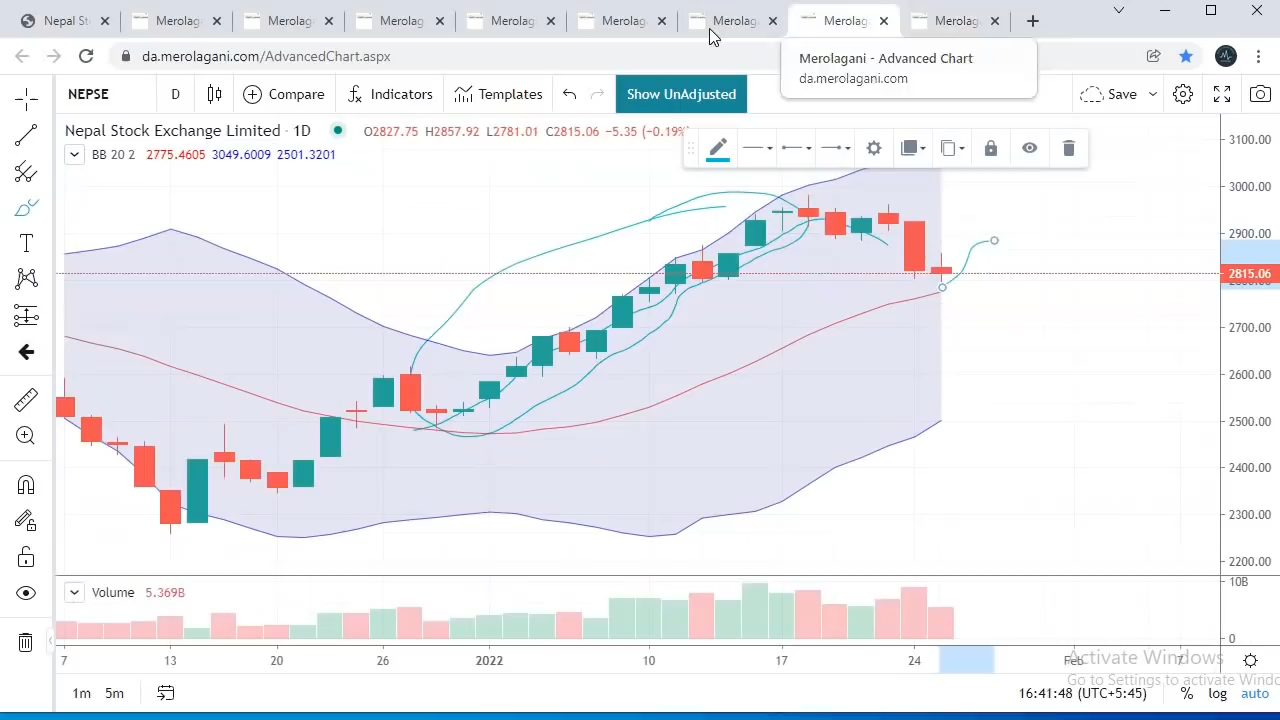 Nepal St
Merolag
Merolag
Merolag
Merolag
Merolag
Merolag
Merolag
Merolag
da.merolagani.com/AdvancedChart.aspx
Merolagani - Advanced Chart
da.merolagani.com
NEPSE D Compare Indicators Templates Show UnAdjusted Save
Nepal Stock Exchange Limited · 1D O2827.75 H2857.92 L2781.01 C2815.06 −5.35 (−0.19%
BB 20 2 2775.4605 3049.6009 2501.3201
3100.00
3000.00
2900.00
2815.06
2700.00
2600.00
2500.00
2400.00
2300.00
2200.00
Volume 5.369B
10B
0
7 13 20 26 2022 10 17 24 Feb 7
Activate Windows
Go to Settings to activate Windo
1m 5m 16:41:48 (UTC+5:45) % log auto